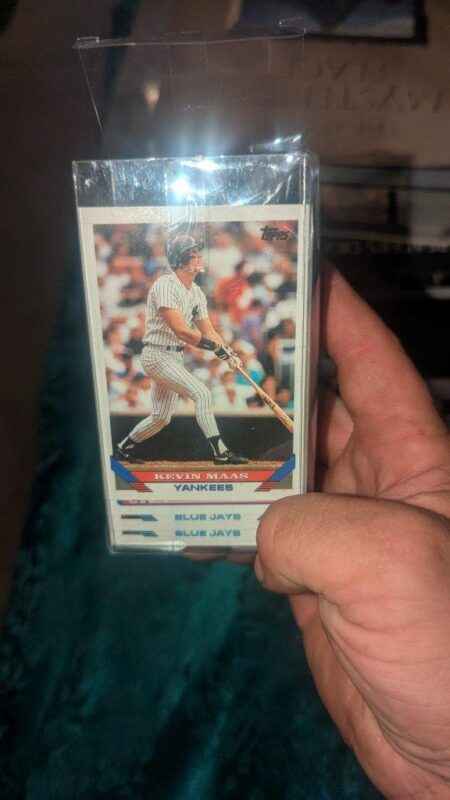 Topps
KEVIN MAAS
YANKEES
BLUE JAYS
BLUE JAYS